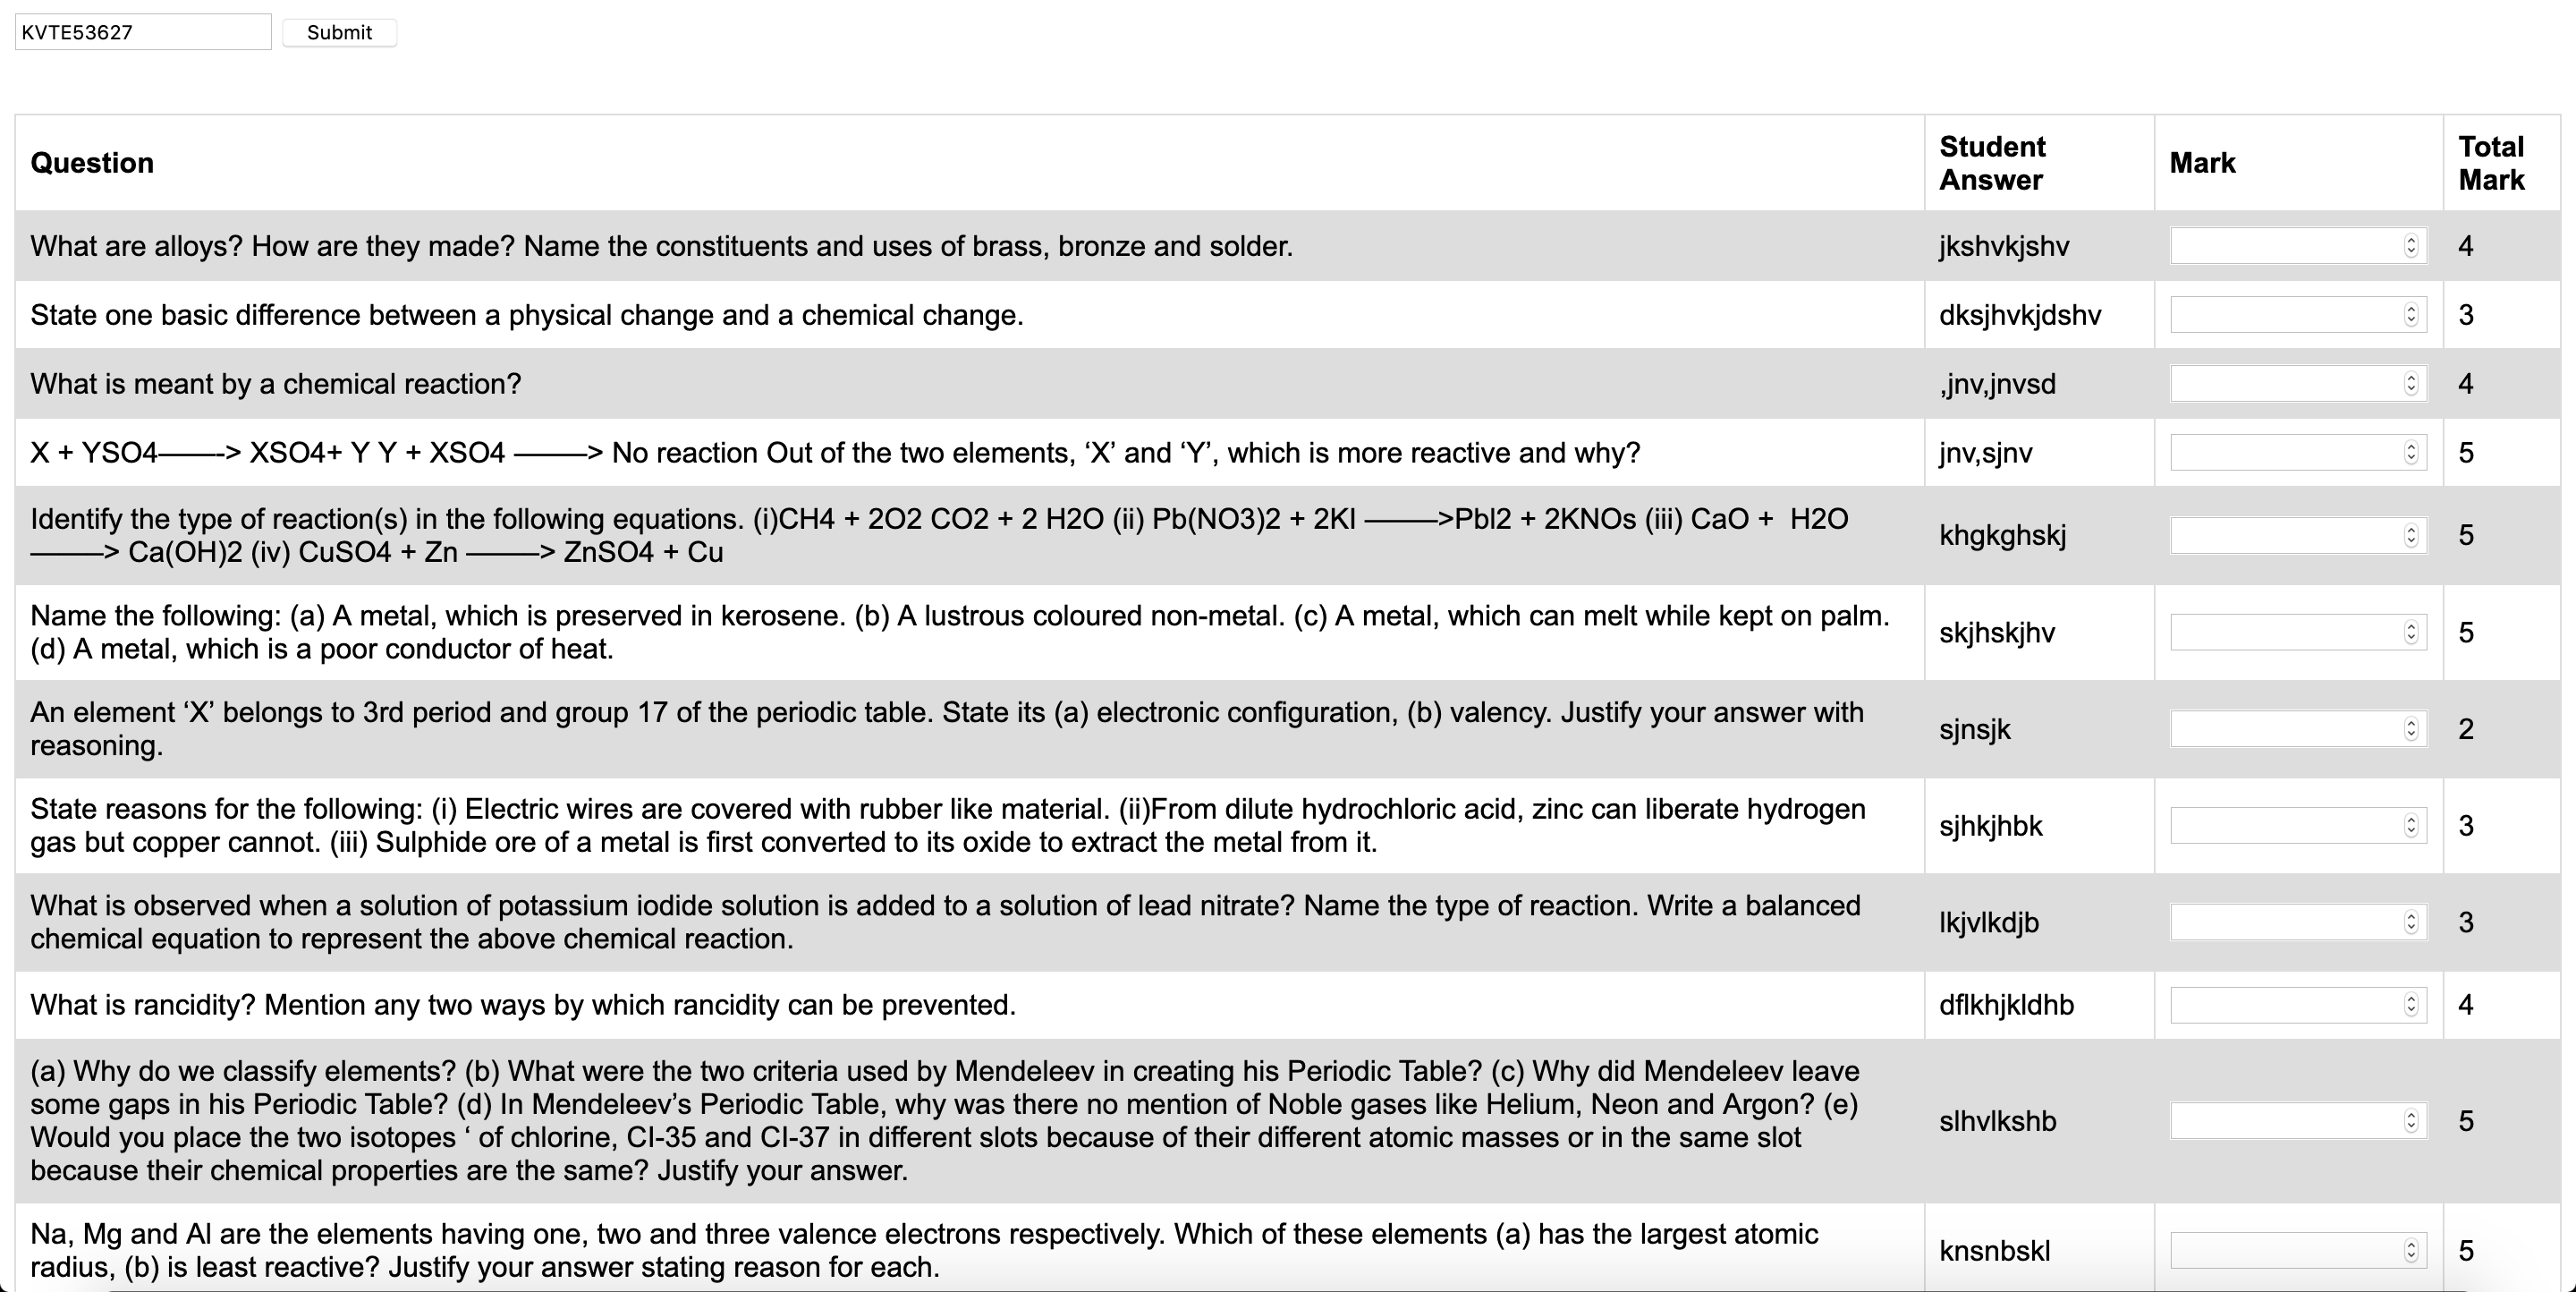 KVTE53627 Submit
Question Student Answer Mark Total Mark
What are alloys? How are they made? Name the constituents and uses of brass, bronze and solder. jkshvkjshv 4
State one basic difference between a physical change and a chemical change. dksjhvkjdshv 3
What is meant by a chemical reaction? ,jnv,jnvsd 4
X + YSO4——-> XSO4+ Y Y + XSO4 ———> No reaction Out of the two elements, ‘X’ and ‘Y’, which is more reactive and why? jnv,sjnv 5
Identify the type of reaction(s) in the following equations. (i)CH4 + 2O2 CO2 + 2 H2O (ii) Pb(NO3)2 + 2KI ———>PbI2 + 2KNOs (iii) CaO + H2O
———> Ca(OH)2 (iv) CuSO4 + Zn ———> ZnSO4 + Cu khgkghskj 5
Name the following: (a) A metal, which is preserved in kerosene. (b) A lustrous coloured non-metal. (c) A metal, which can melt while kept on palm.
(d) A metal, which is a poor conductor of heat. skjhskjhv 5
An element ‘X’ belongs to 3rd period and group 17 of the periodic table. State its (a) electronic configuration, (b) valency. Justify your answer with
reasoning. sjnsjk 2
State reasons for the following: (i) Electric wires are covered with rubber like material. (ii)From dilute hydrochloric acid, zinc can liberate hydrogen
gas but copper cannot. (iii) Sulphide ore of a metal is first converted to its oxide to extract the metal from it. sjhkjhbk 3
What is observed when a solution of potassium iodide solution is added to a solution of lead nitrate? Name the type of reaction. Write a balanced
chemical equation to represent the above chemical reaction. lkjvlkdjb 3
What is rancidity? Mention any two ways by which rancidity can be prevented. dflkhjkldhb 4
(a) Why do we classify elements? (b) What were the two criteria used by Mendeleev in creating his Periodic Table? (c) Why did Mendeleev leave
some gaps in his Periodic Table? (d) In Mendeleev’s Periodic Table, why was there no mention of Noble gases like Helium, Neon and Argon? (e)
Would you place the two isotopes ‘ of chlorine, CI-35 and CI-37 in different slots because of their different atomic masses or in the same slot
because their chemical properties are the same? Justify your answer. slhvlkshb 5
Na, Mg and Al are the elements having one, two and three valence electrons respectively. Which of these elements (a) has the largest atomic
radius, (b) is least reactive? Justify your answer stating reason for each. knsnbskl 5